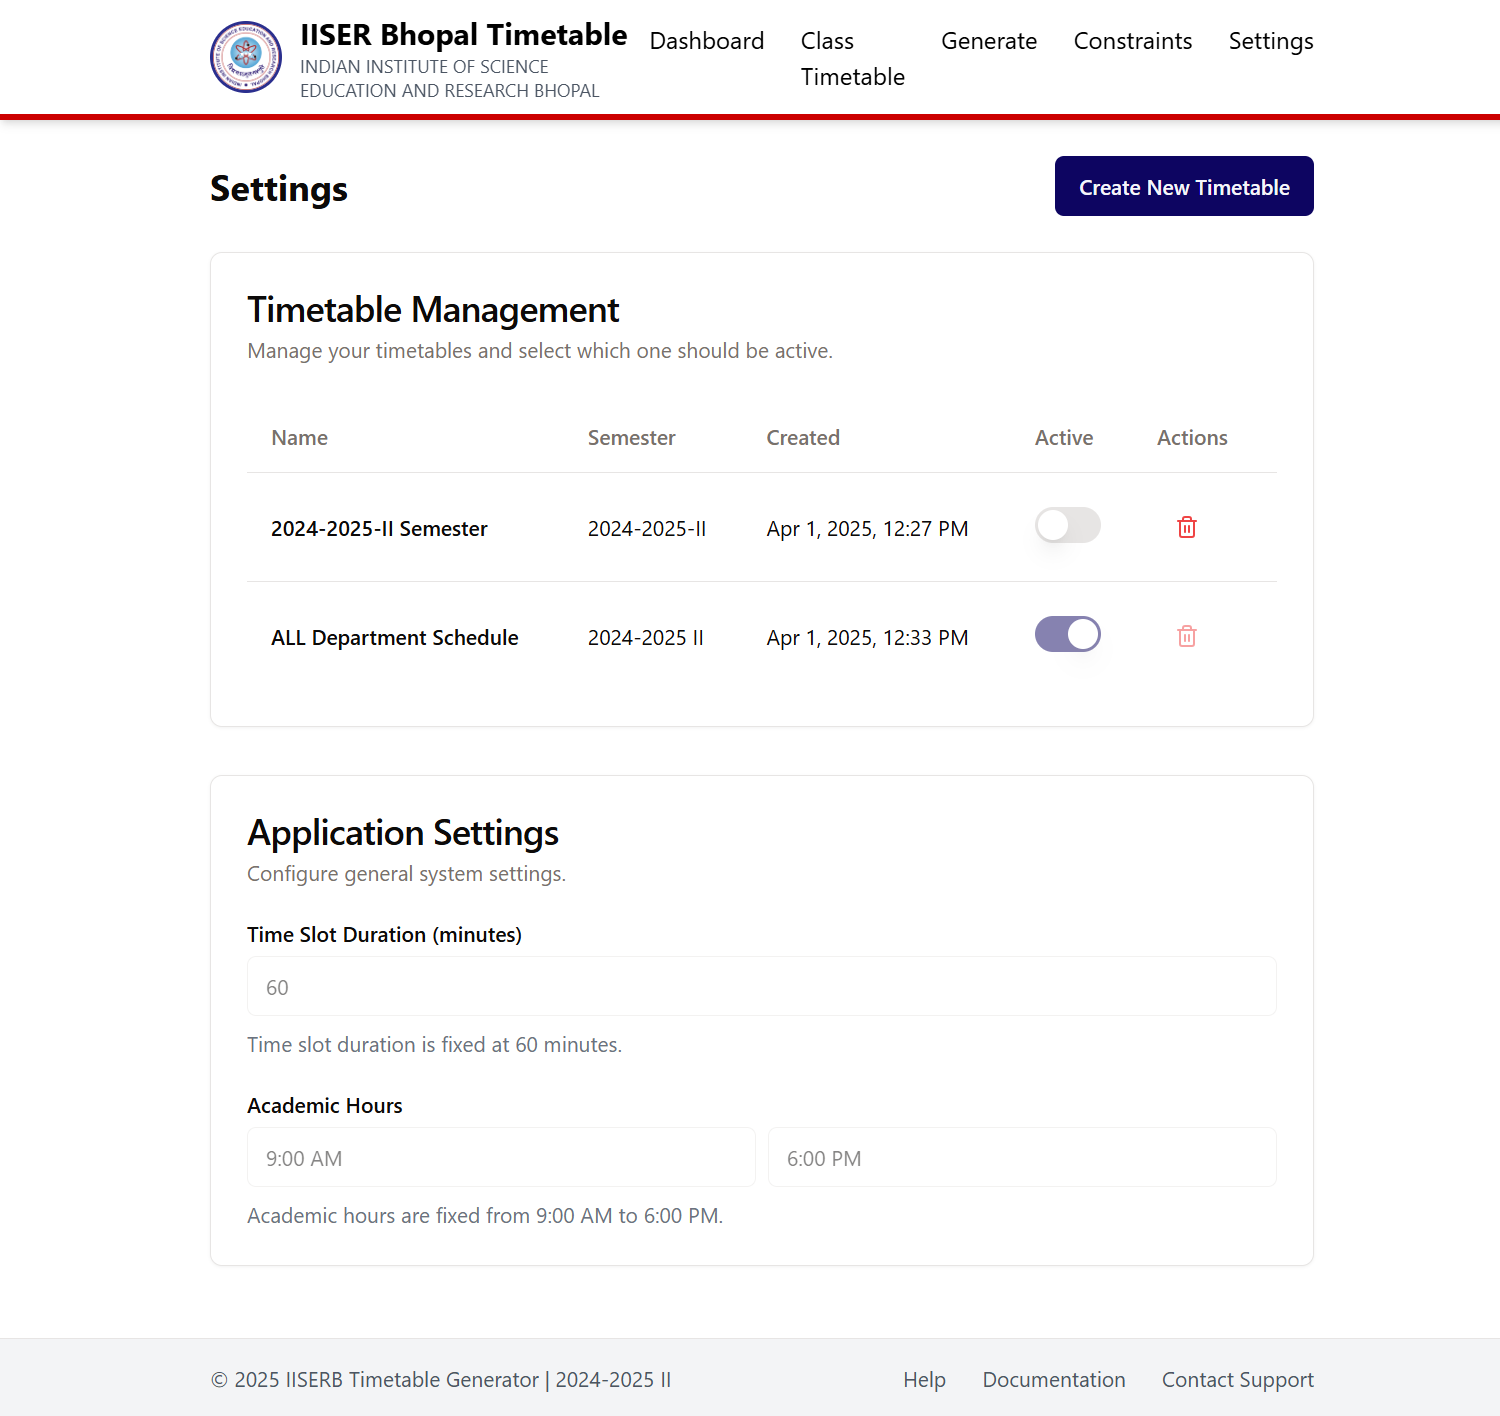 IISER Bhopal Timetable
INDIAN INSTITUTE OF SCIENCE
EDUCATION AND RESEARCH BHOPAL
Dashboard
Class
Timetable
Generate
Constraints
Settings
Settings
Create New Timetable
Timetable Management
Manage your timetables and select which one should be active.
Name Semester Created Active Actions
2024-2025-II Semester 2024-2025-II Apr 1, 2025, 12:27 PM
ALL Department Schedule 2024-2025 II Apr 1, 2025, 12:33 PM
Application Settings
Configure general system settings.
Time Slot Duration (minutes)
60
Time slot duration is fixed at 60 minutes.
Academic Hours
9:00 AM 6:00 PM
Academic hours are fixed from 9:00 AM to 6:00 PM.
© 2025 IISERB Timetable Generator | 2024-2025 II
Help Documentation Contact Support